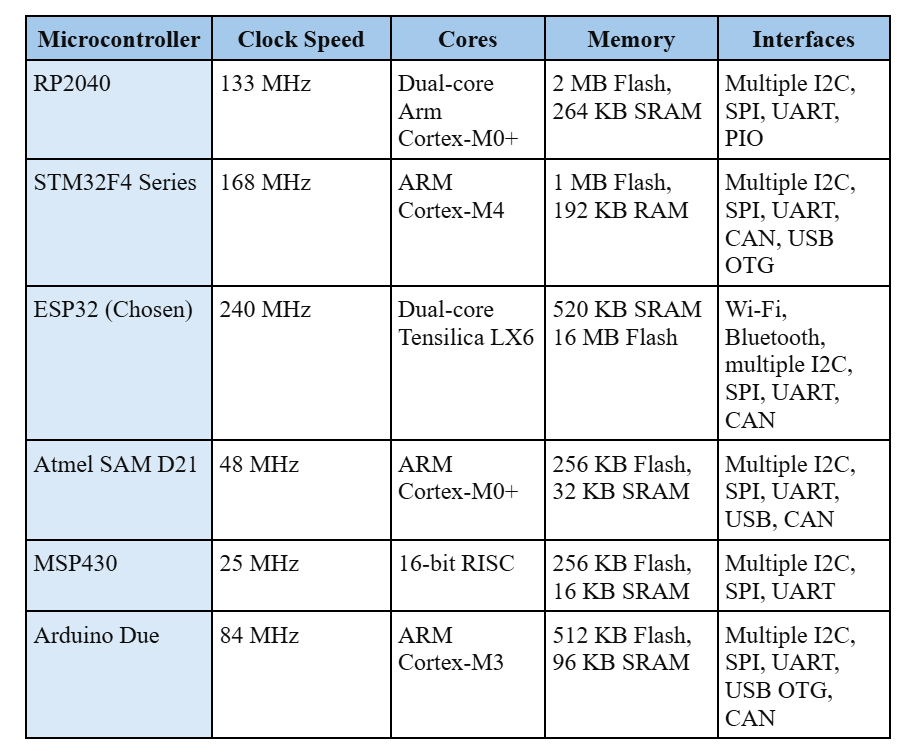 Microcontroller Clock Speed Cores Memory Interfaces
RP2040 133 MHz Dual-core 2 MB Flash, Multiple I2C,
Arm 264 KB SRAM SPI, UART,
Cortex-M0+ PIO
STM32F4 Series 168 MHz ARM 1 MB Flash, Multiple I2C,
Cortex-M4 192 KB RAM SPI, UART,
CAN, USB
OTG
ESP32 (Chosen) 240 MHz Dual-core 520 KB SRAM Wi-Fi,
Tensilica LX6 16 MB Flash Bluetooth,
multiple I2C,
SPI, UART,
CAN
Atmel SAM D21 48 MHz ARM 256 KB Flash, Multiple I2C,
Cortex-M0+ 32 KB SRAM SPI, UART,
USB, CAN
MSP430 25 MHz 16-bit RISC 256 KB Flash, Multiple I2C,
16 KB SRAM SPI, UART
Arduino Due 84 MHz ARM 512 KB Flash, Multiple I2C,
Cortex-M3 96 KB SRAM SPI, UART,
USB OTG,
CAN